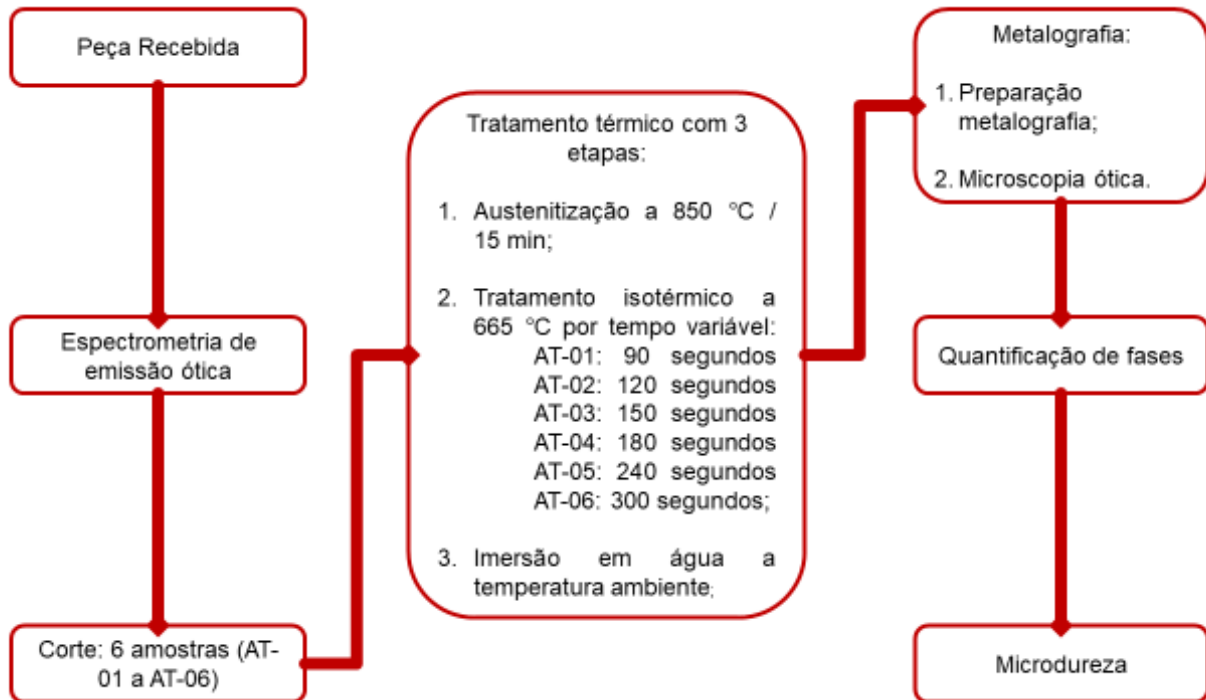 Peça Recebida
Espectrometria de
emissão ótica
Corte: 6 amostras (AT-
01 a AT-06)
Tratamento térmico com 3
etapas:
1. Austenitização a 850 °C /
15 min;
2. Tratamento isotérmico a
665 °C por tempo variável:
AT-01: 90 segundos
AT-02: 120 segundos
AT-03: 150 segundos
AT-04: 180 segundos
AT-05: 240 segundos
AT-06: 300 segundos;
3. Imersão em água a
temperatura ambiente;
Metalografia:
1. Preparação
metalografia;
2. Microscopia ótica.
Quantificação de fases
Microdureza